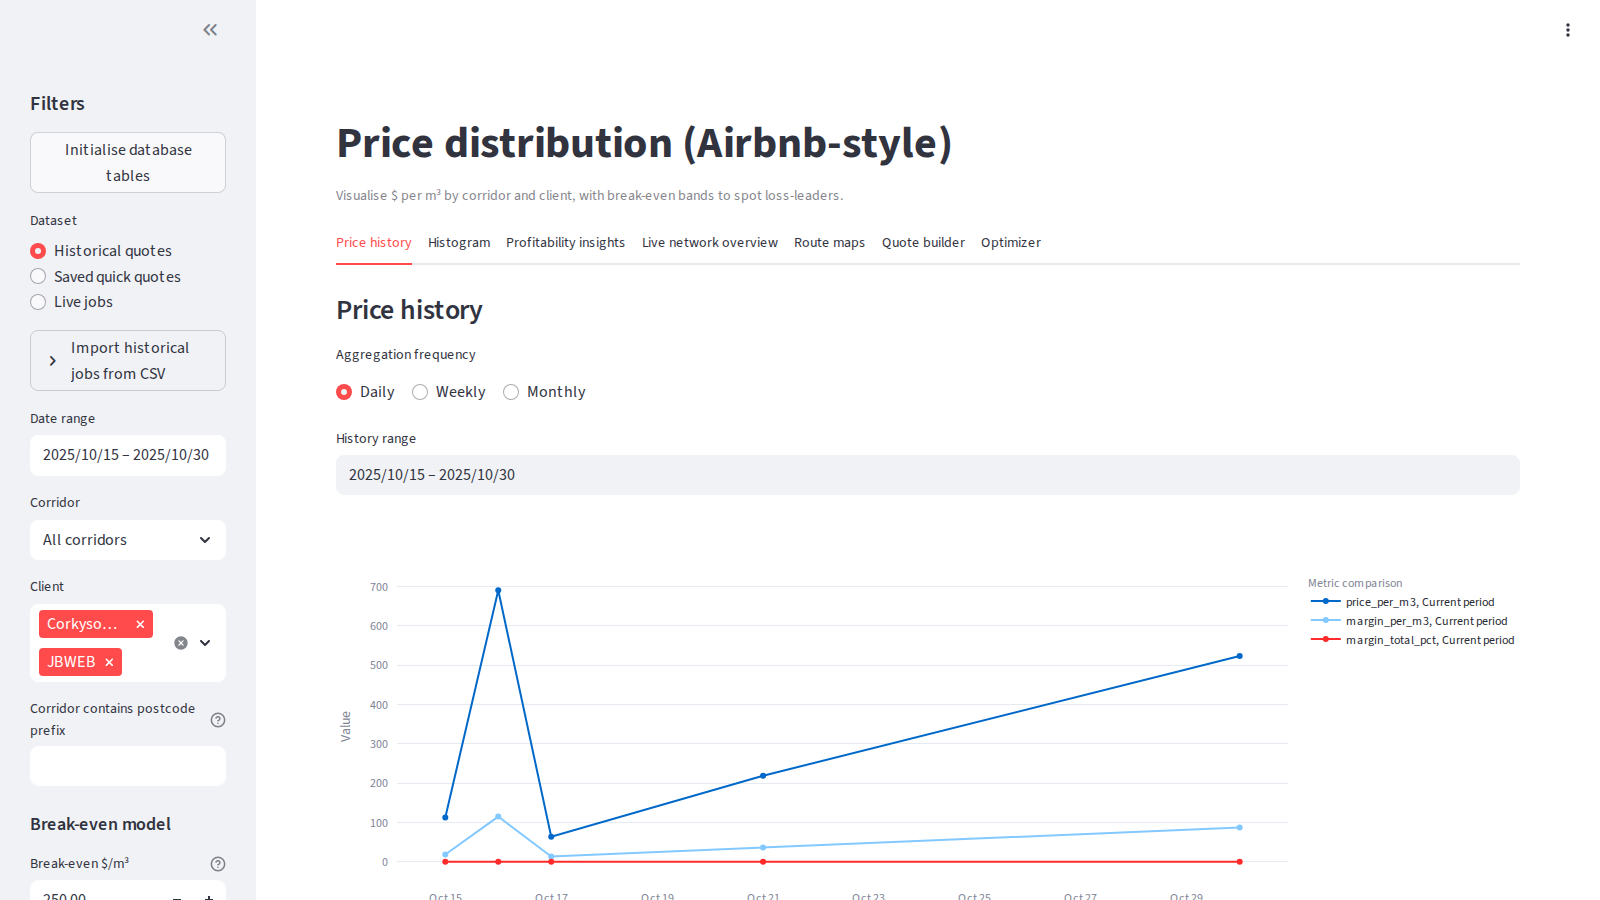 Filters
Initialise database
tables
Dataset
Historical quotes
Saved quick quotes
Live jobs
Import historical
jobs from CSV
Date range
2025/10/15 – 2025/10/30
Corridor
All corridors
Client
Corkyso...
JBWEB
Corridor contains postcode
prefix
Break-even model
Break-even $/m³
250.00
Price distribution (Airbnb-style)
Visualise $ per m³ by corridor and client, with break-even bands to spot loss-leaders.
Price history Histogram Profitability insights Live network overview Route maps Quote builder Optimizer
Price history
Aggregation frequency
Daily Weekly Monthly
History range
2025/10/15 – 2025/10/30
Metric comparison
price_per_m3, Current period
margin_per_m3, Current period
margin_total_pct, Current period
Value
700
600
500
400
300
200
100
0
Oct 15 Oct 17 Oct 19 Oct 21 Oct 23 Oct 25 Oct 27 Oct 29